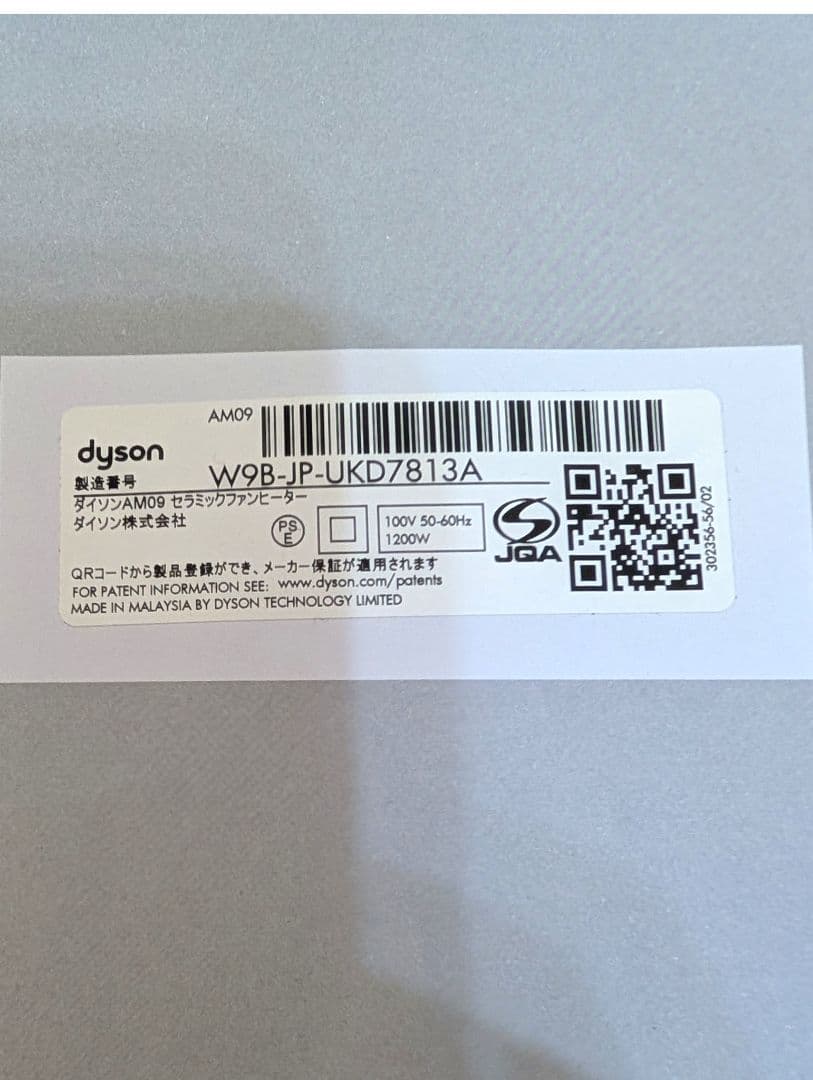 AM09
dyson
製造番号 W9B-JP-UKD7813A
ダイソンAM09 セラミックファンヒーター
ダイソン株式会社
PS
E
100V 50-60Hz
1200W
JQA
302356-56/02
QRコードから製品登録ができ、メーカー保証が適用されます
FOR PATENT INFORMATION SEE: www.dyson.com/patents
MADE IN MALAYSIA BY DYSON TECHNOLOGY LIMITED